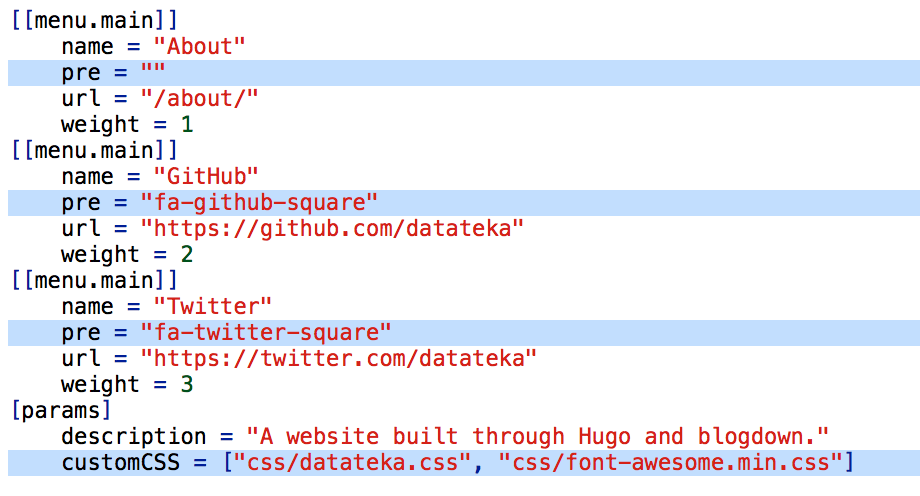 [[menu.main]]
    name = "About"
    pre = ""
    url = "/about/"
    weight = 1
[[menu.main]]
    name = "GitHub"
    pre = "fa-github-square"
    url = "https://github.com/datateka"
    weight = 2
[[menu.main]]
    name = "Twitter"
    pre = "fa-twitter-square"
    url = "https://twitter.com/datateka"
    weight = 3
[params]
    description = "A website built through Hugo and blogdown."
    customCSS = ["css/datateka.css", "css/font-awesome.min.css"]